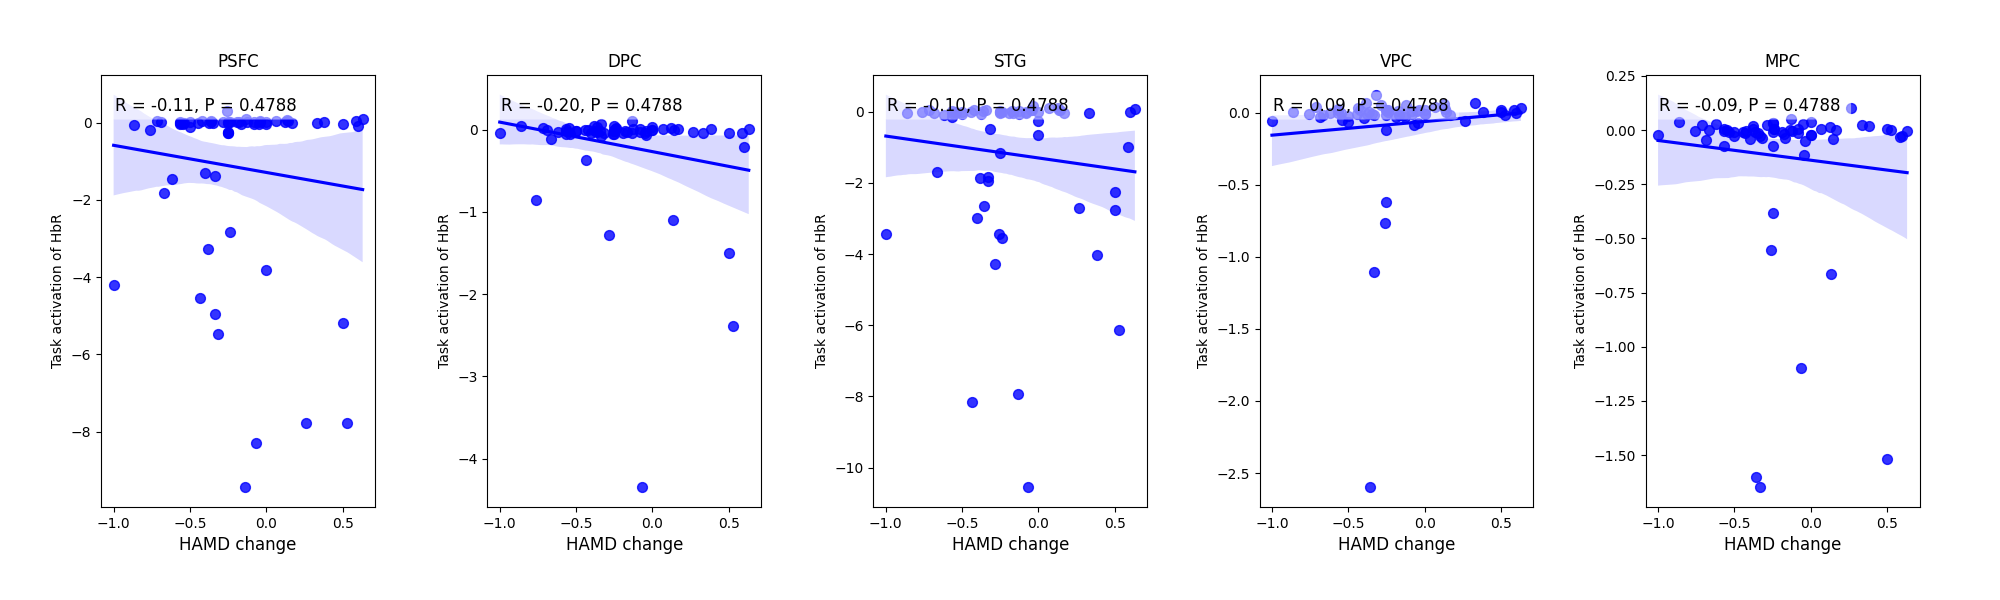 PSFC
R = -0.11, P = 0.4788
Task activation of HbR
0
−2
−4
−6
−8
−1.0 −0.5 0.0 0.5
HAMD change
DPC
R = -0.20, P = 0.4788
Task activation of HbR
0
−1
−2
−3
−4
−1.0 −0.5 0.0 0.5
HAMD change
STG
R = -0.10, P = 0.4788
Task activation of HbR
0
−2
−4
−6
−8
−10
−1.0 −0.5 0.0 0.5
HAMD change
VPC
R = 0.09, P = 0.4788
Task activation of HbR
0.0
−0.5
−1.0
−1.5
−2.0
−2.5
−1.0 −0.5 0.0 0.5
HAMD change
MPC
R = -0.09, P = 0.4788
Task activation of HbR
0.25
0.00
−0.25
−0.50
−0.75
−1.00
−1.25
−1.50
−1.0 −0.5 0.0 0.5
HAMD change